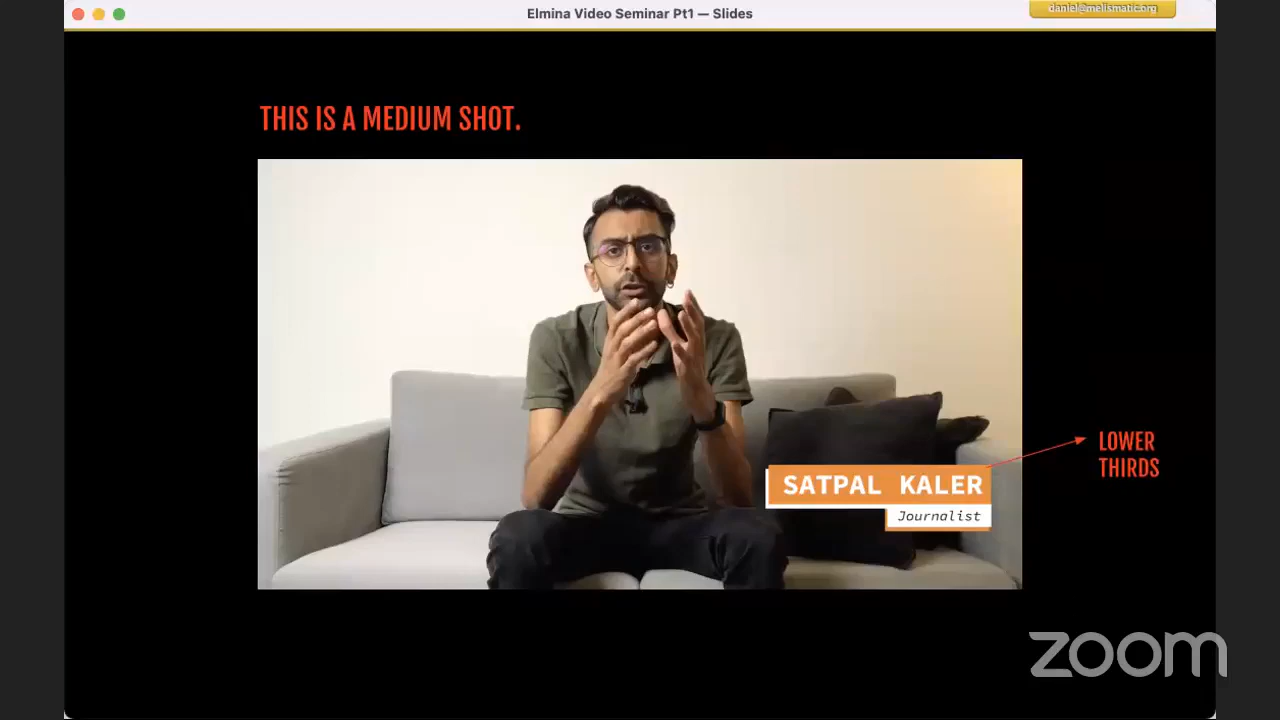 Elmina Video Seminar Pt1 — Slides
daniel@melismatic.org
THIS IS A MEDIUM SHOT.
LOWER
THIRDS
SATPAL KALER
Journalist
zoom